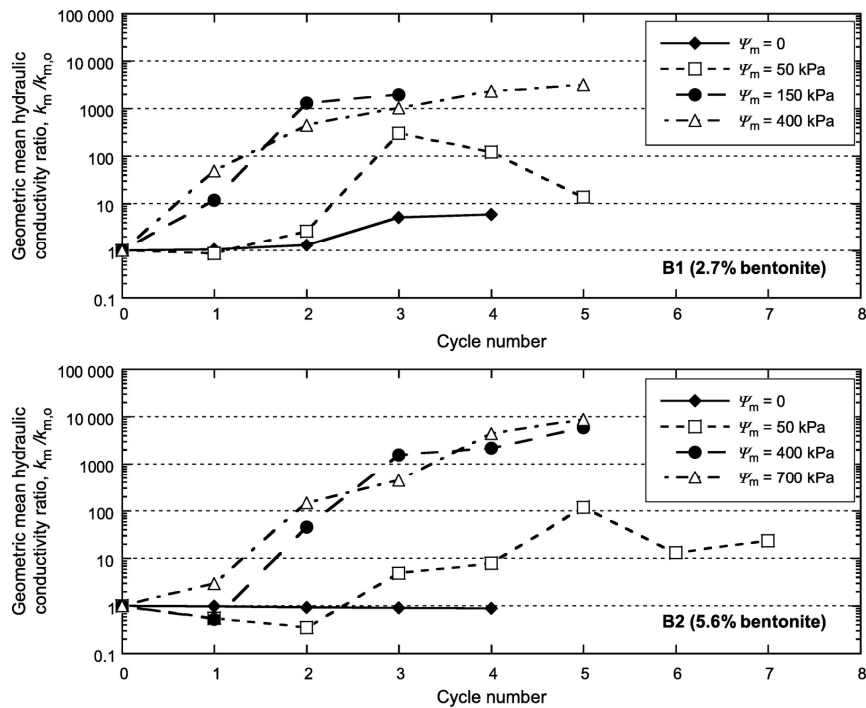 Geometric mean hydraulic
conductivity ratio, kₘ/kₘ,ₒ
100 000
10 000
1000
100
10
1
0.1
Ψₘ = 0
Ψₘ = 50 kPa
Ψₘ = 150 kPa
Ψₘ = 400 kPa
B1 (2.7% bentonite)
0 1 2 3 4 5 6 7 8
Cycle number
Geometric mean hydraulic
conductivity ratio, kₘ/kₘ,ₒ
100 000
10 000
1000
100
10
1
0.1
Ψₘ = 0
Ψₘ = 50 kPa
Ψₘ = 400 kPa
Ψₘ = 700 kPa
B2 (5.6% bentonite)
0 1 2 3 4 5 6 7 8
Cycle number